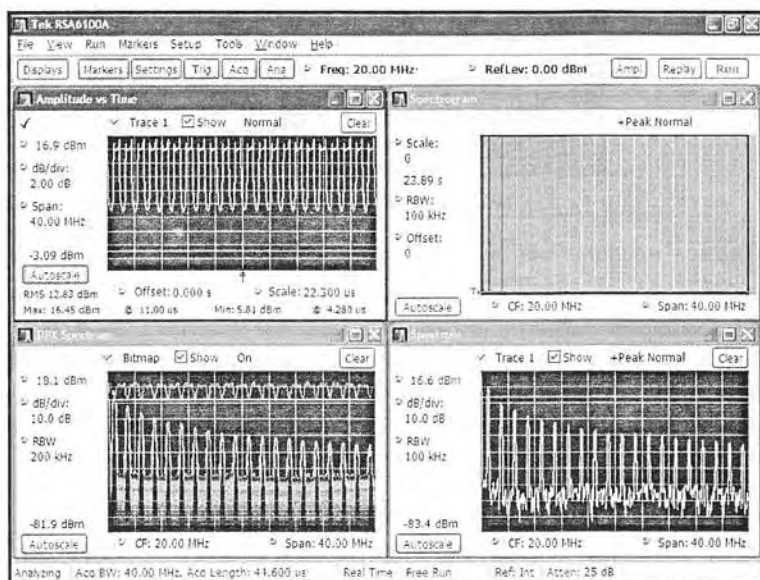 Tek RSA6100A
File View Run Markers Setup Tools Window Help
Displays Markers Settings Trig Acq Ana Freq: 20.00 MHz RefLev: 0.00 dBm Ampl Replay Run
Amplitude vs Time
Trace 1 Show Normal Clear
16.9 dBm
dB/div:
2.00 dB
Span:
40.00 MHz
-3.09 dBm
Autoscale
Offset: 0.000 s Scale: 22.300 us
RMS 12.83 dBm
Max: 16.45 dBm @ 11.00 us Min: 5.81 dBm @ 4.280 us
Spectrogram
+Peak Normal
Scale:
0
23.89 s
RBW:
100 kHz
Offset:
0
Autoscale CF: 20.00 MHz Span: 40.00 MHz
DPX Spectrum
Bitmap Show On Clear
18.1 dBm
dB/div:
10.0 dB
RBW
200 kHz
-81.9 dBm
Autoscale CF: 20.00 MHz Span: 40.00 MHz
Spectrum
Trace 1 Show +Peak Normal Clear
16.6 dBm
dB/div:
10.0 dB
RBW
100 kHz
-83.4 dBm
Autoscale CF: 20.00 MHz Span: 40.00 MHz
Analyzing Acq BW: 40.00 MHz, Acq Length: 44.600 us Real Time Free Run Ref: Int Atten: 25 dB